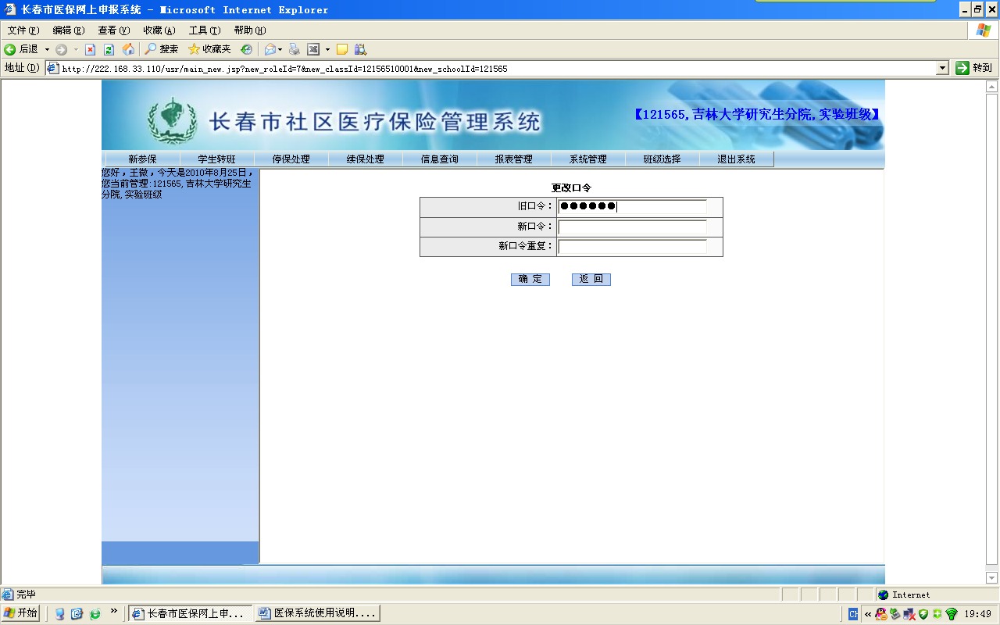 长春市医保网上申报系统 - Microsoft Internet Explorer
文件(F) 编辑(E) 查看(V) 收藏(A) 工具(T) 帮助(H)
后退 搜索 收藏夹
地址(D) http://222.168.33.110/usr/main_new.jsp?new_roleId=7&new_classId=12156510001&new_schoolId=121565 转到
长春市社区医疗保险管理系统
【121565,吉林大学研究生分院,实验班级】
新参保 学生转班 停保处理 续保处理 信息查询 报表管理 系统管理 班级选择 退出系统
您好，王微，今天是2010年8月25日，
您当前管理:121565,吉林大学研究生
分院,实验班级
更改口令
旧口令： ●●●●●●
新口令：
新口令重复：
确 定 返 回
完毕 Internet
开始 » 长春市医保网上申... 医保系统使用说明.... CH « 19:49